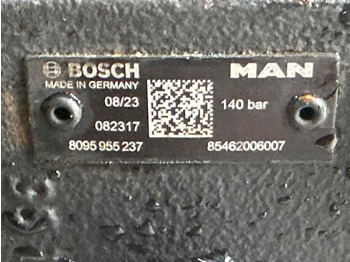 BOSCH MAN
MADE IN GERMANY
08/23 140 bar
082317
8095 955 237 85462006007